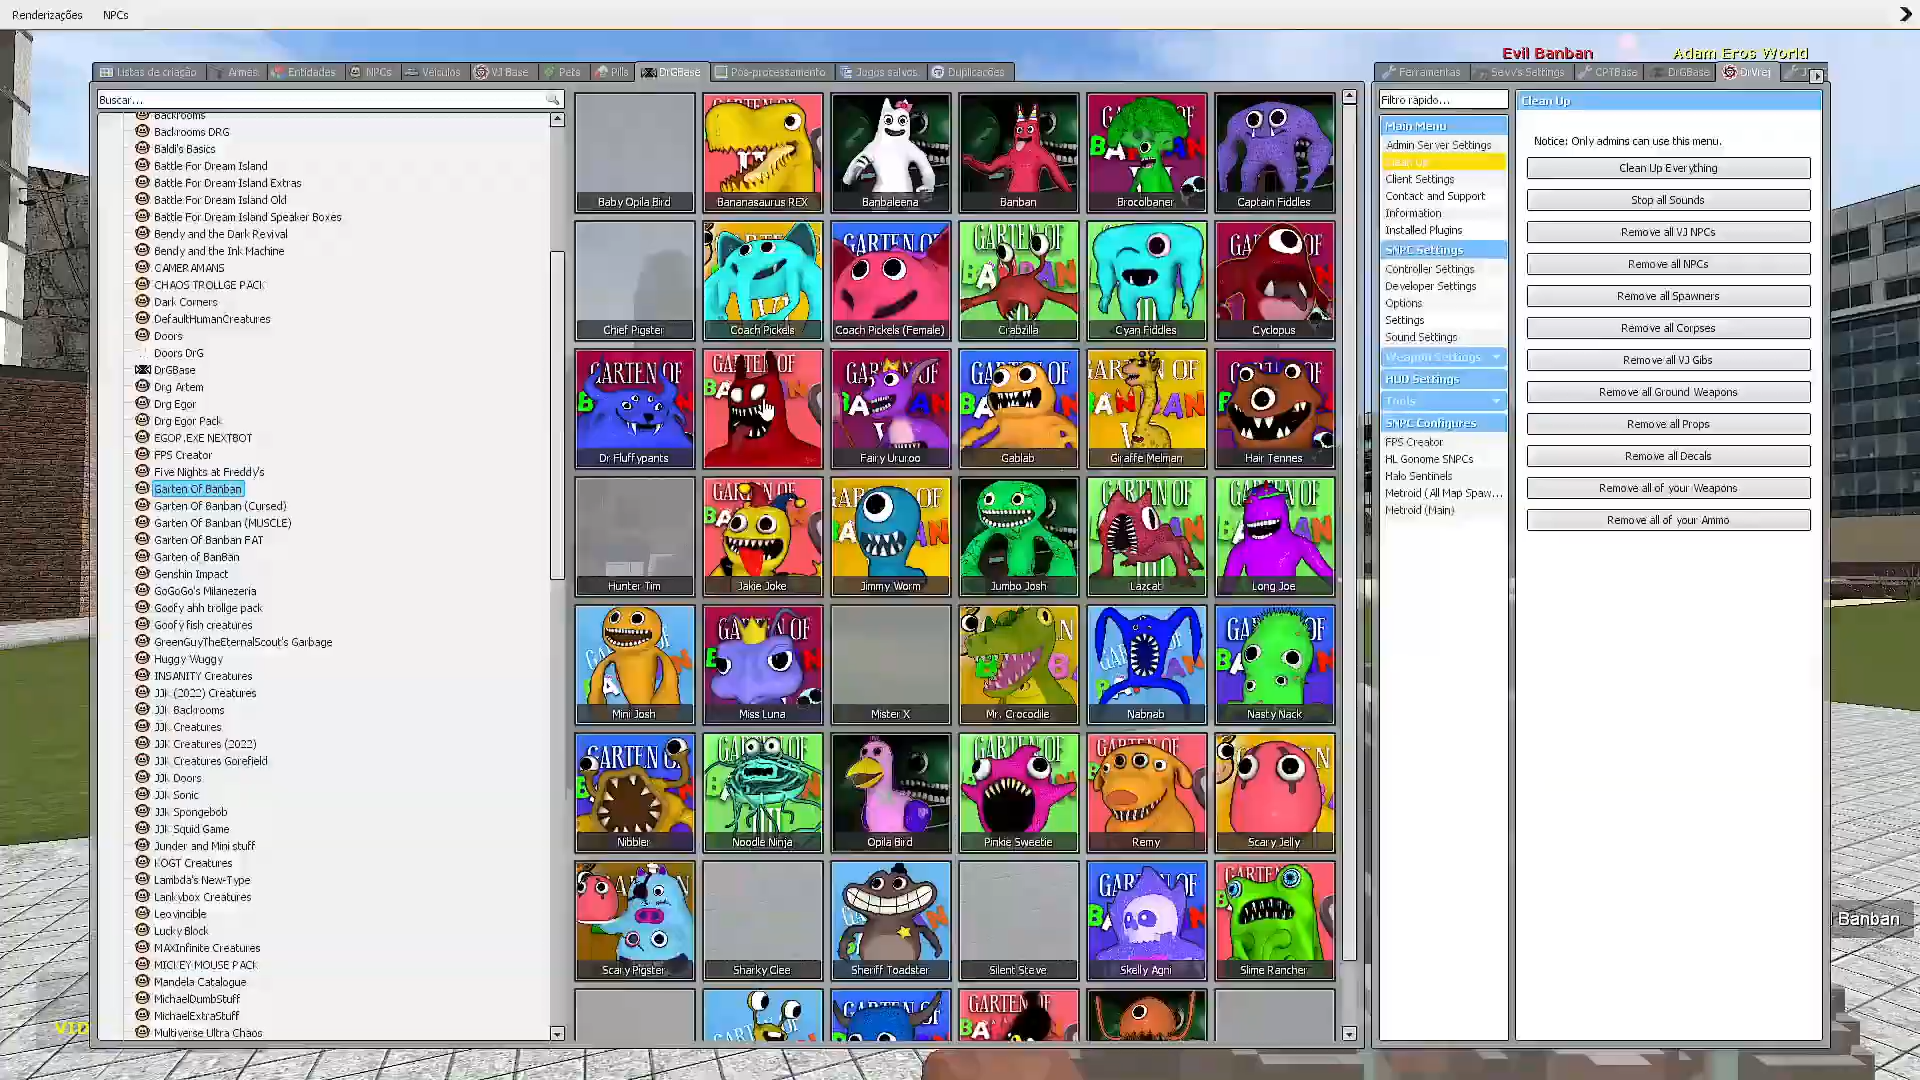 Renderizações NPCs
Evil Banban
Adam Eros World
Listas de criação
Armas
Entidades
NPCs
Veículos
VJ Base
Pets
Pills
DrGBase
Pós-processamento
Jogos salvos
Duplicações
Buscar...
Backrooms
Backrooms DRG
Baldi's Basics
Battle For Dream Island
Battle For Dream Island Extras
Battle For Dream Island Old
Battle For Dream Island Speaker Boxes
Bendy and the Dark Revival
Bendy and the Ink Machine
CAMERAMANS
CHAOS TROLLGE PACK
Dark Corners
DefaultHumanCreatures
Doors
Doors DrG
DrGBase
Drg Artem
Drg Egor
Drg Egor Pack
EGOR.EXE NEXTBOT
FPS Creator
Five Nights at Freddy's
Garten Of Banban
Garten Of Banban (Cursed)
Garten Of Banban (MUSCLE)
Garten Of Banban FAT
Garten of BanBan
Genshin Impact
GoGoGo's Milanezeria
Goofy ahh trollge pack
Goofy fish creatures
GreenGuyTheEternalScout's Garbage
Huggy Wuggy
INSANITY Creatures
JJK (2022) Creatures
JJK Backrooms
JJK Creatures
JJK Creatures (2022)
JJK Creatures Gorefield
JJK Doors
JJK Sonic
JJK Spongebob
JJK Squid Game
Junder and Mini stuff
KOGT Creatures
Lambda's New-Type
Lankybox Creatures
Leovincible
Lucky Block
MAXInfinite Creatures
MICKEY MOUSE PACK
Mandela Catalogue
MichaelDumbStuff
MichaelExtraStuff
Multiverse Ultra Chaos
Baby Opila Bird
Bananasaurus REX
Banbaleena
Banban
Brocolbaner
Captain Fiddles
Chief Pigster
Coach Pickels
Coach Pickels (Female)
Crabzilla
Cyan Fiddles
Cyclopus
Dr Fluffypants
Fairy Ururoo
Gablab
Giraffe Melman
Hair Tennes
Hunter Tim
Jakie Joke
Jimmy Worm
Jumbo Josh
Lazcat
Long Joe
Mini Josh
Miss Luna
Mister X
Mr. Crocodile
Nabnab
Nasty Nack
Nibbler
Noodle Ninja
Opila Bird
Pinkie Sweetie
Remy
Scary Jelly
Scary Pigster
Sharky Clee
Sheriff Toadster
Silent Steve
Skelly Agni
Slime Rancher
Ferramentas
CPTBase
DrGBase
DrVrej
Filtro rápido...
Main Menu
Admin Server Settings
Clean Up
Client Settings
Contact and Support
Information
Installed Plugins
SNPC Settings
Controller Settings
Developer Settings
Options
Settings
Sound Settings
Weapon Settings
HUD Settings
Tools
SNPC Configures
FPS Creator
HL Gonome SNPCs
Halo Sentinels
Metroid (All Map Spaw...
Metroid (Main)
Clean Up
Notice: Only admins can use this menu.
Clean Up Everything
Stop all Sounds
Remove all VJ NPCs
Remove all NPCs
Remove all Spawners
Remove all Corpses
Remove all VJ Gibs
Remove all Ground Weapons
Remove all Props
Remove all Decals
Remove all of your Weapons
Remove all of your Ammo
Banban
VID